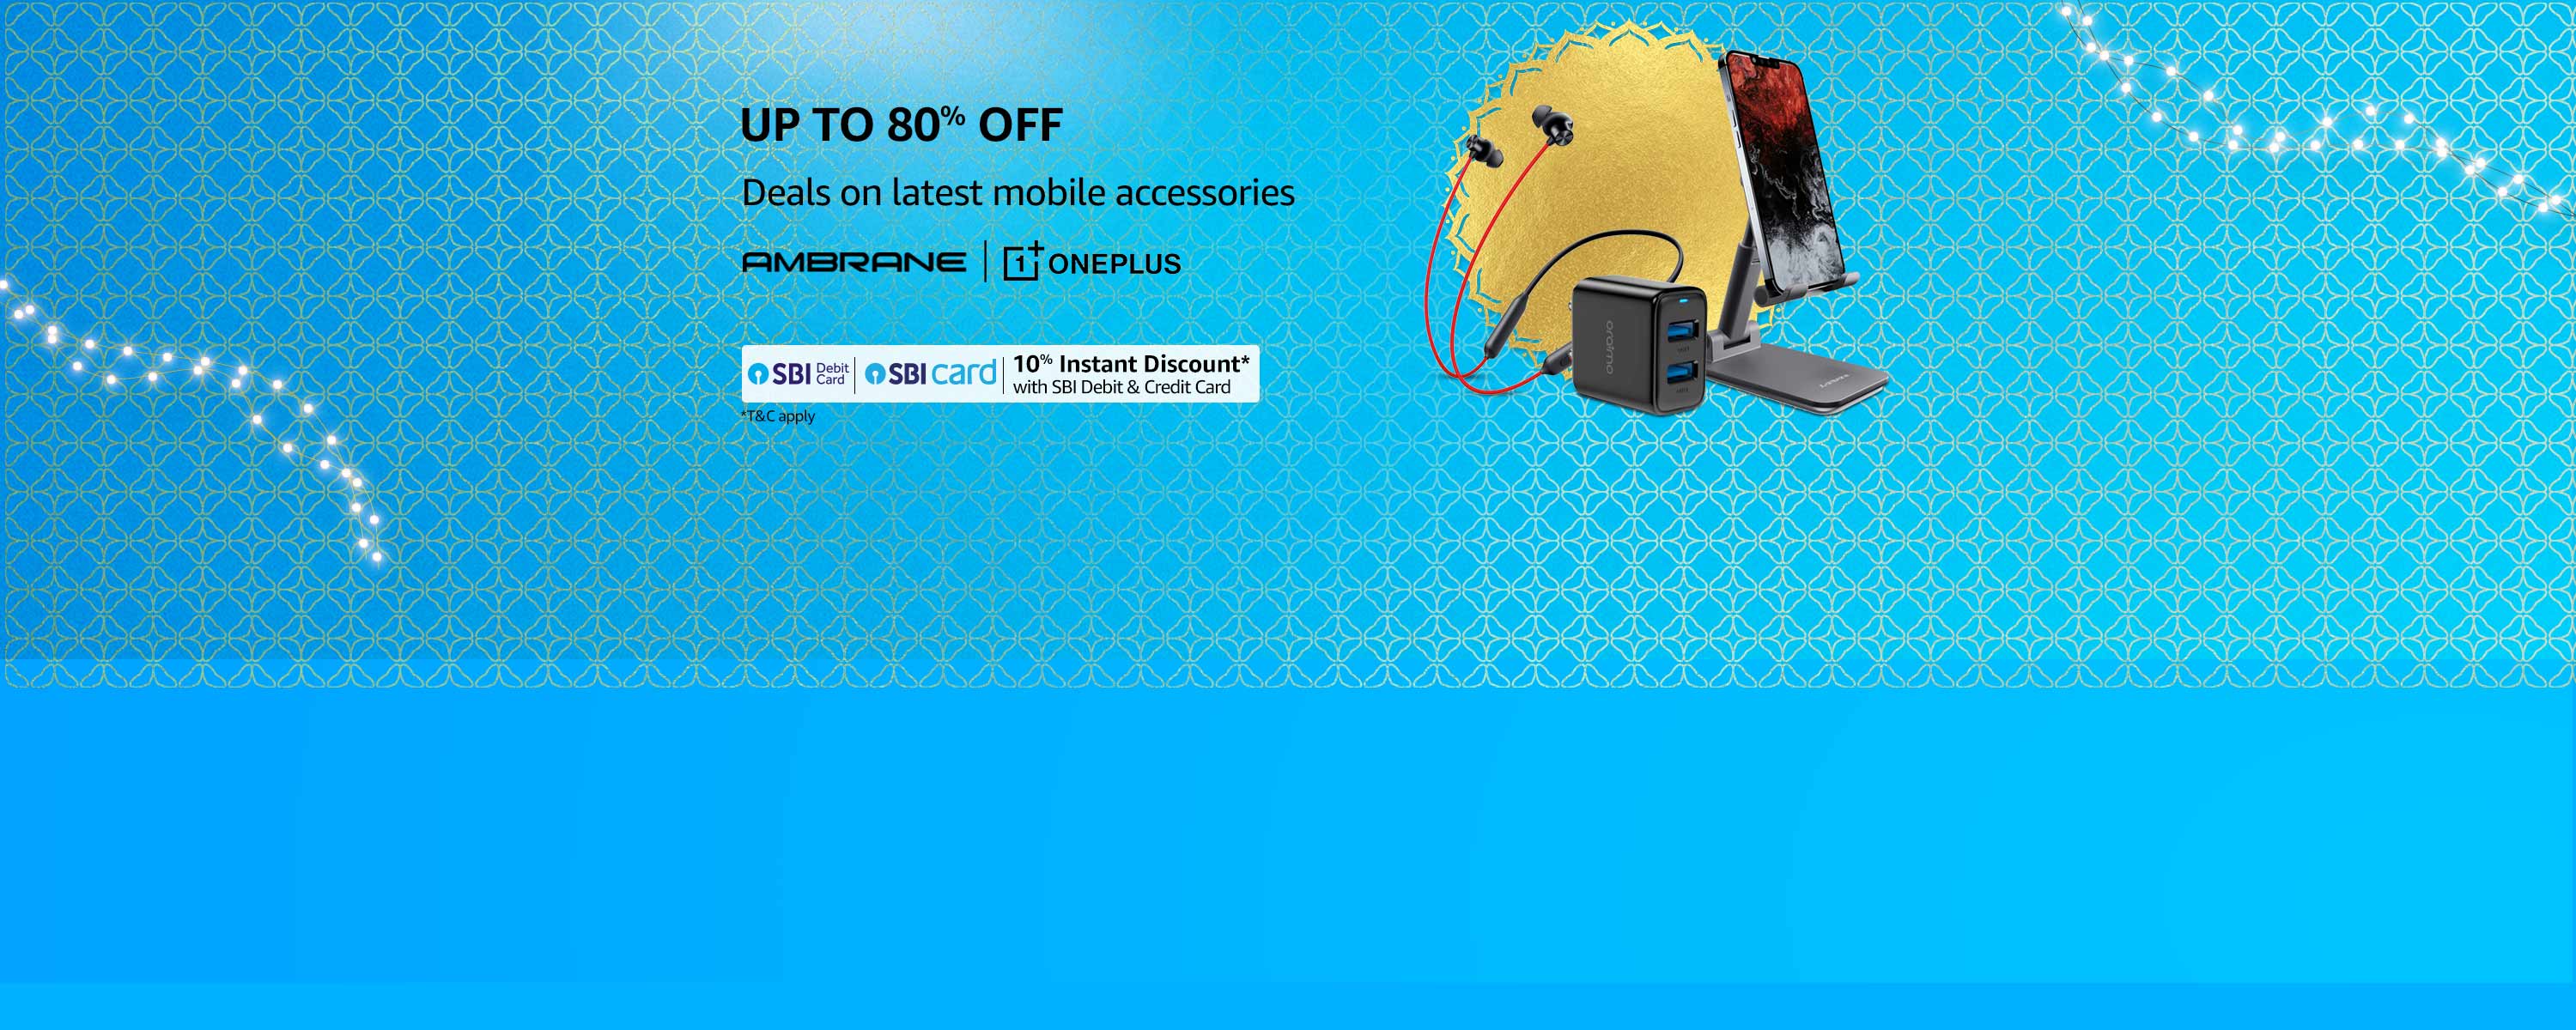 UP TO 80% OFF
Deals on latest mobile accessories
AMBRANE | 1+ ONEPLUS
SBI Debit Card | SBI card | 10% Instant Discount*
with SBI Debit & Credit Card
*T&C apply
oraimo